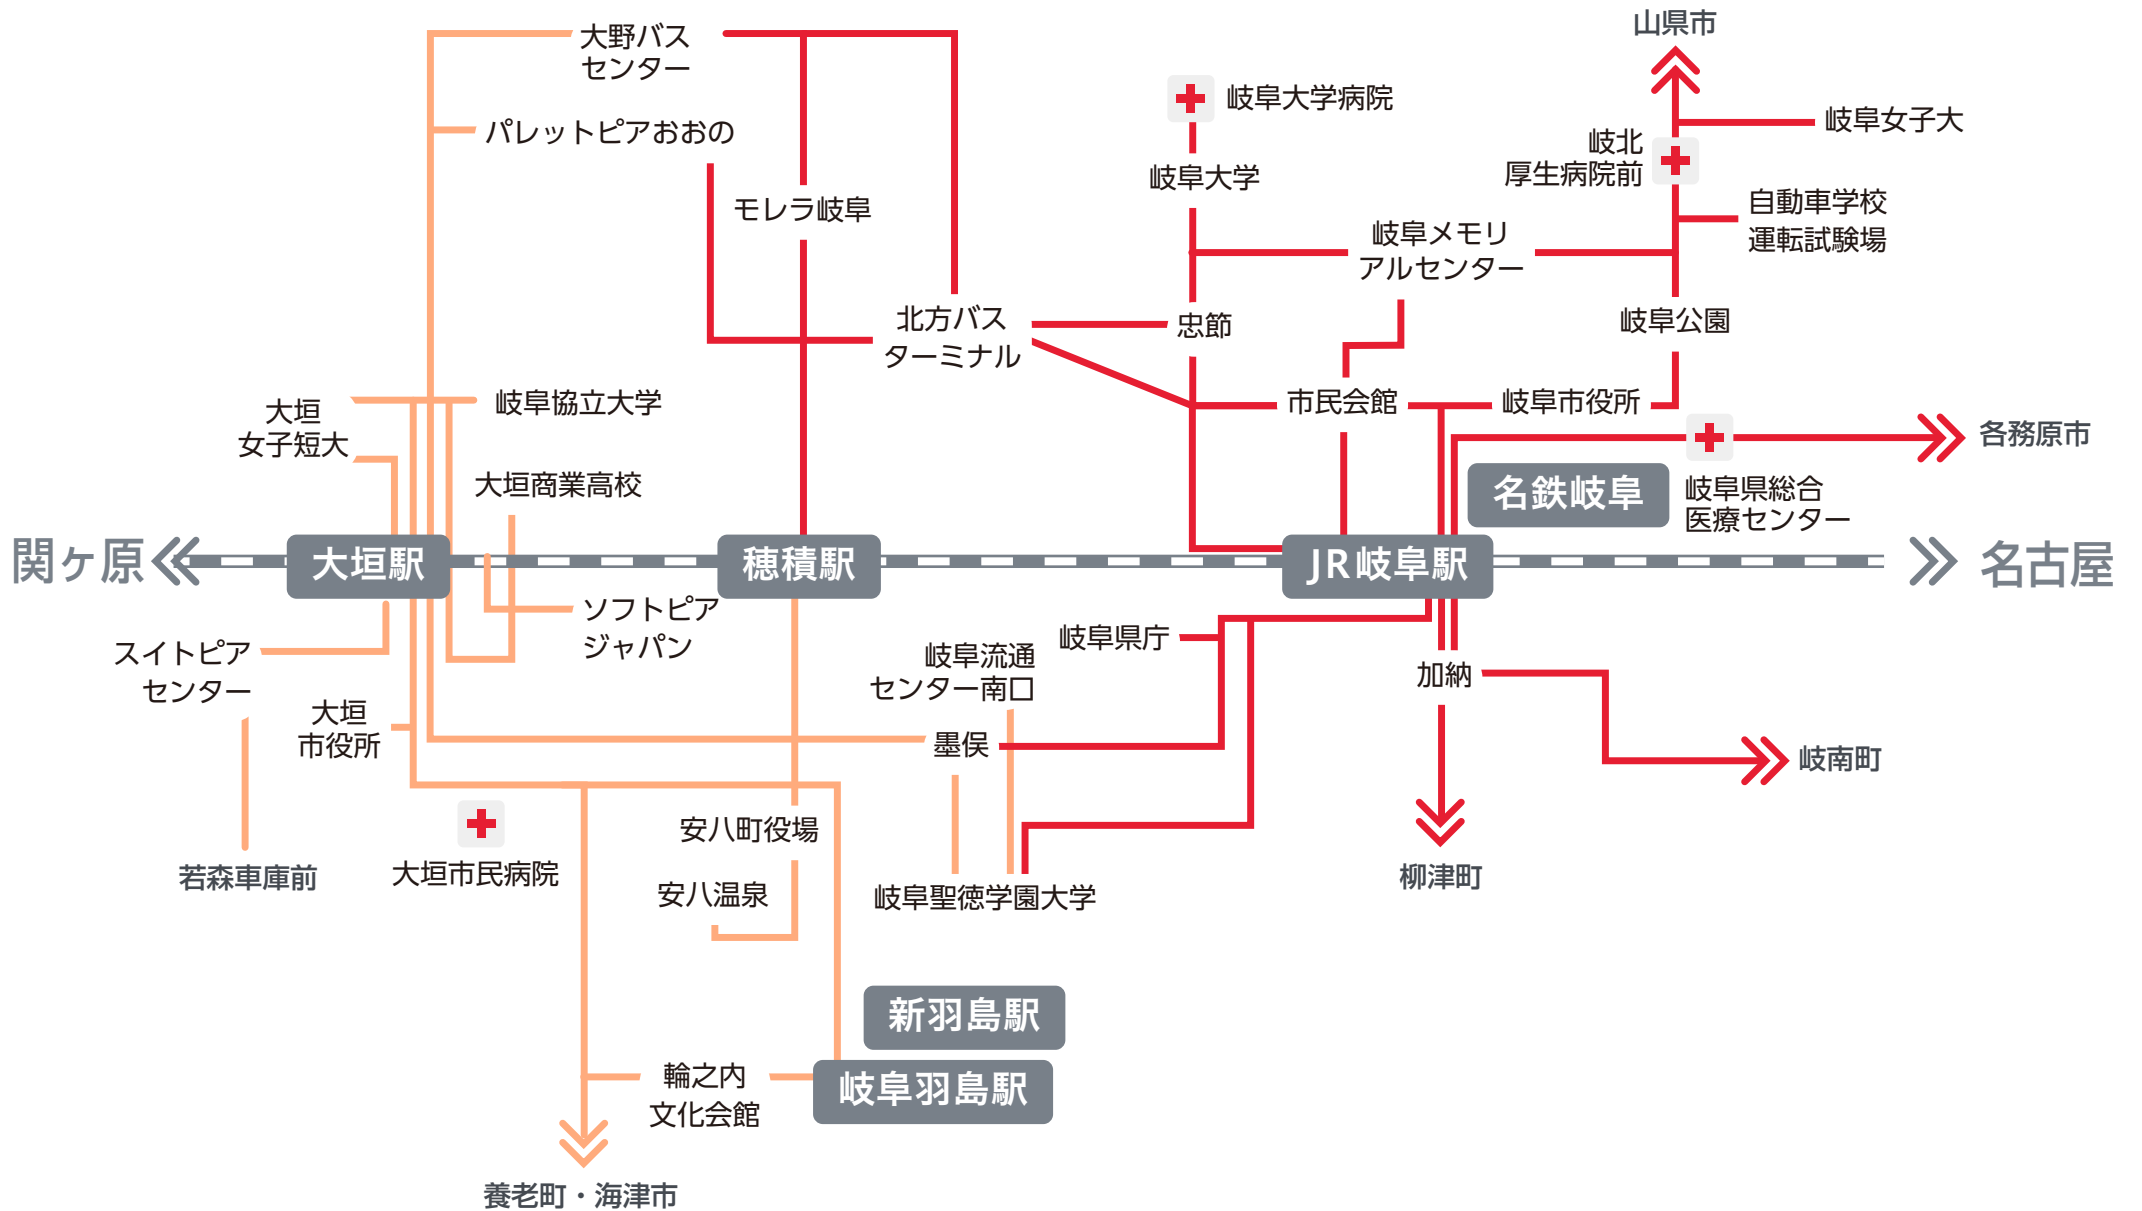 山県市
大野バス
センター
岐阜大学病院
岐阜女子大
パレットピアおおの
岐北
厚生病院前
岐阜大学
モレラ岐阜
自動車学校
運転試験場
岐阜メモリ
アルセンター
北方バス
ターミナル
忠節
岐阜公園
大垣
女子短大
岐阜協立大学
市民会館
岐阜市役所
各務原市
大垣商業高校
名鉄岐阜
岐阜県総合
医療センター
関ヶ原
大垣駅
穂積駅
JR岐阜駅
名古屋
ソフトピア
ジャパン
スイトピア
センター
岐阜県庁
岐阜流通
センター南口
加納
大垣
市役所
墨俣
岐南町
安八町役場
大垣市民病院
若森車庫前
安八温泉
岐阜聖徳学園大学
柳津町
新羽島駅
岐阜羽島駅
輪之内
文化会館
養老町・海津市